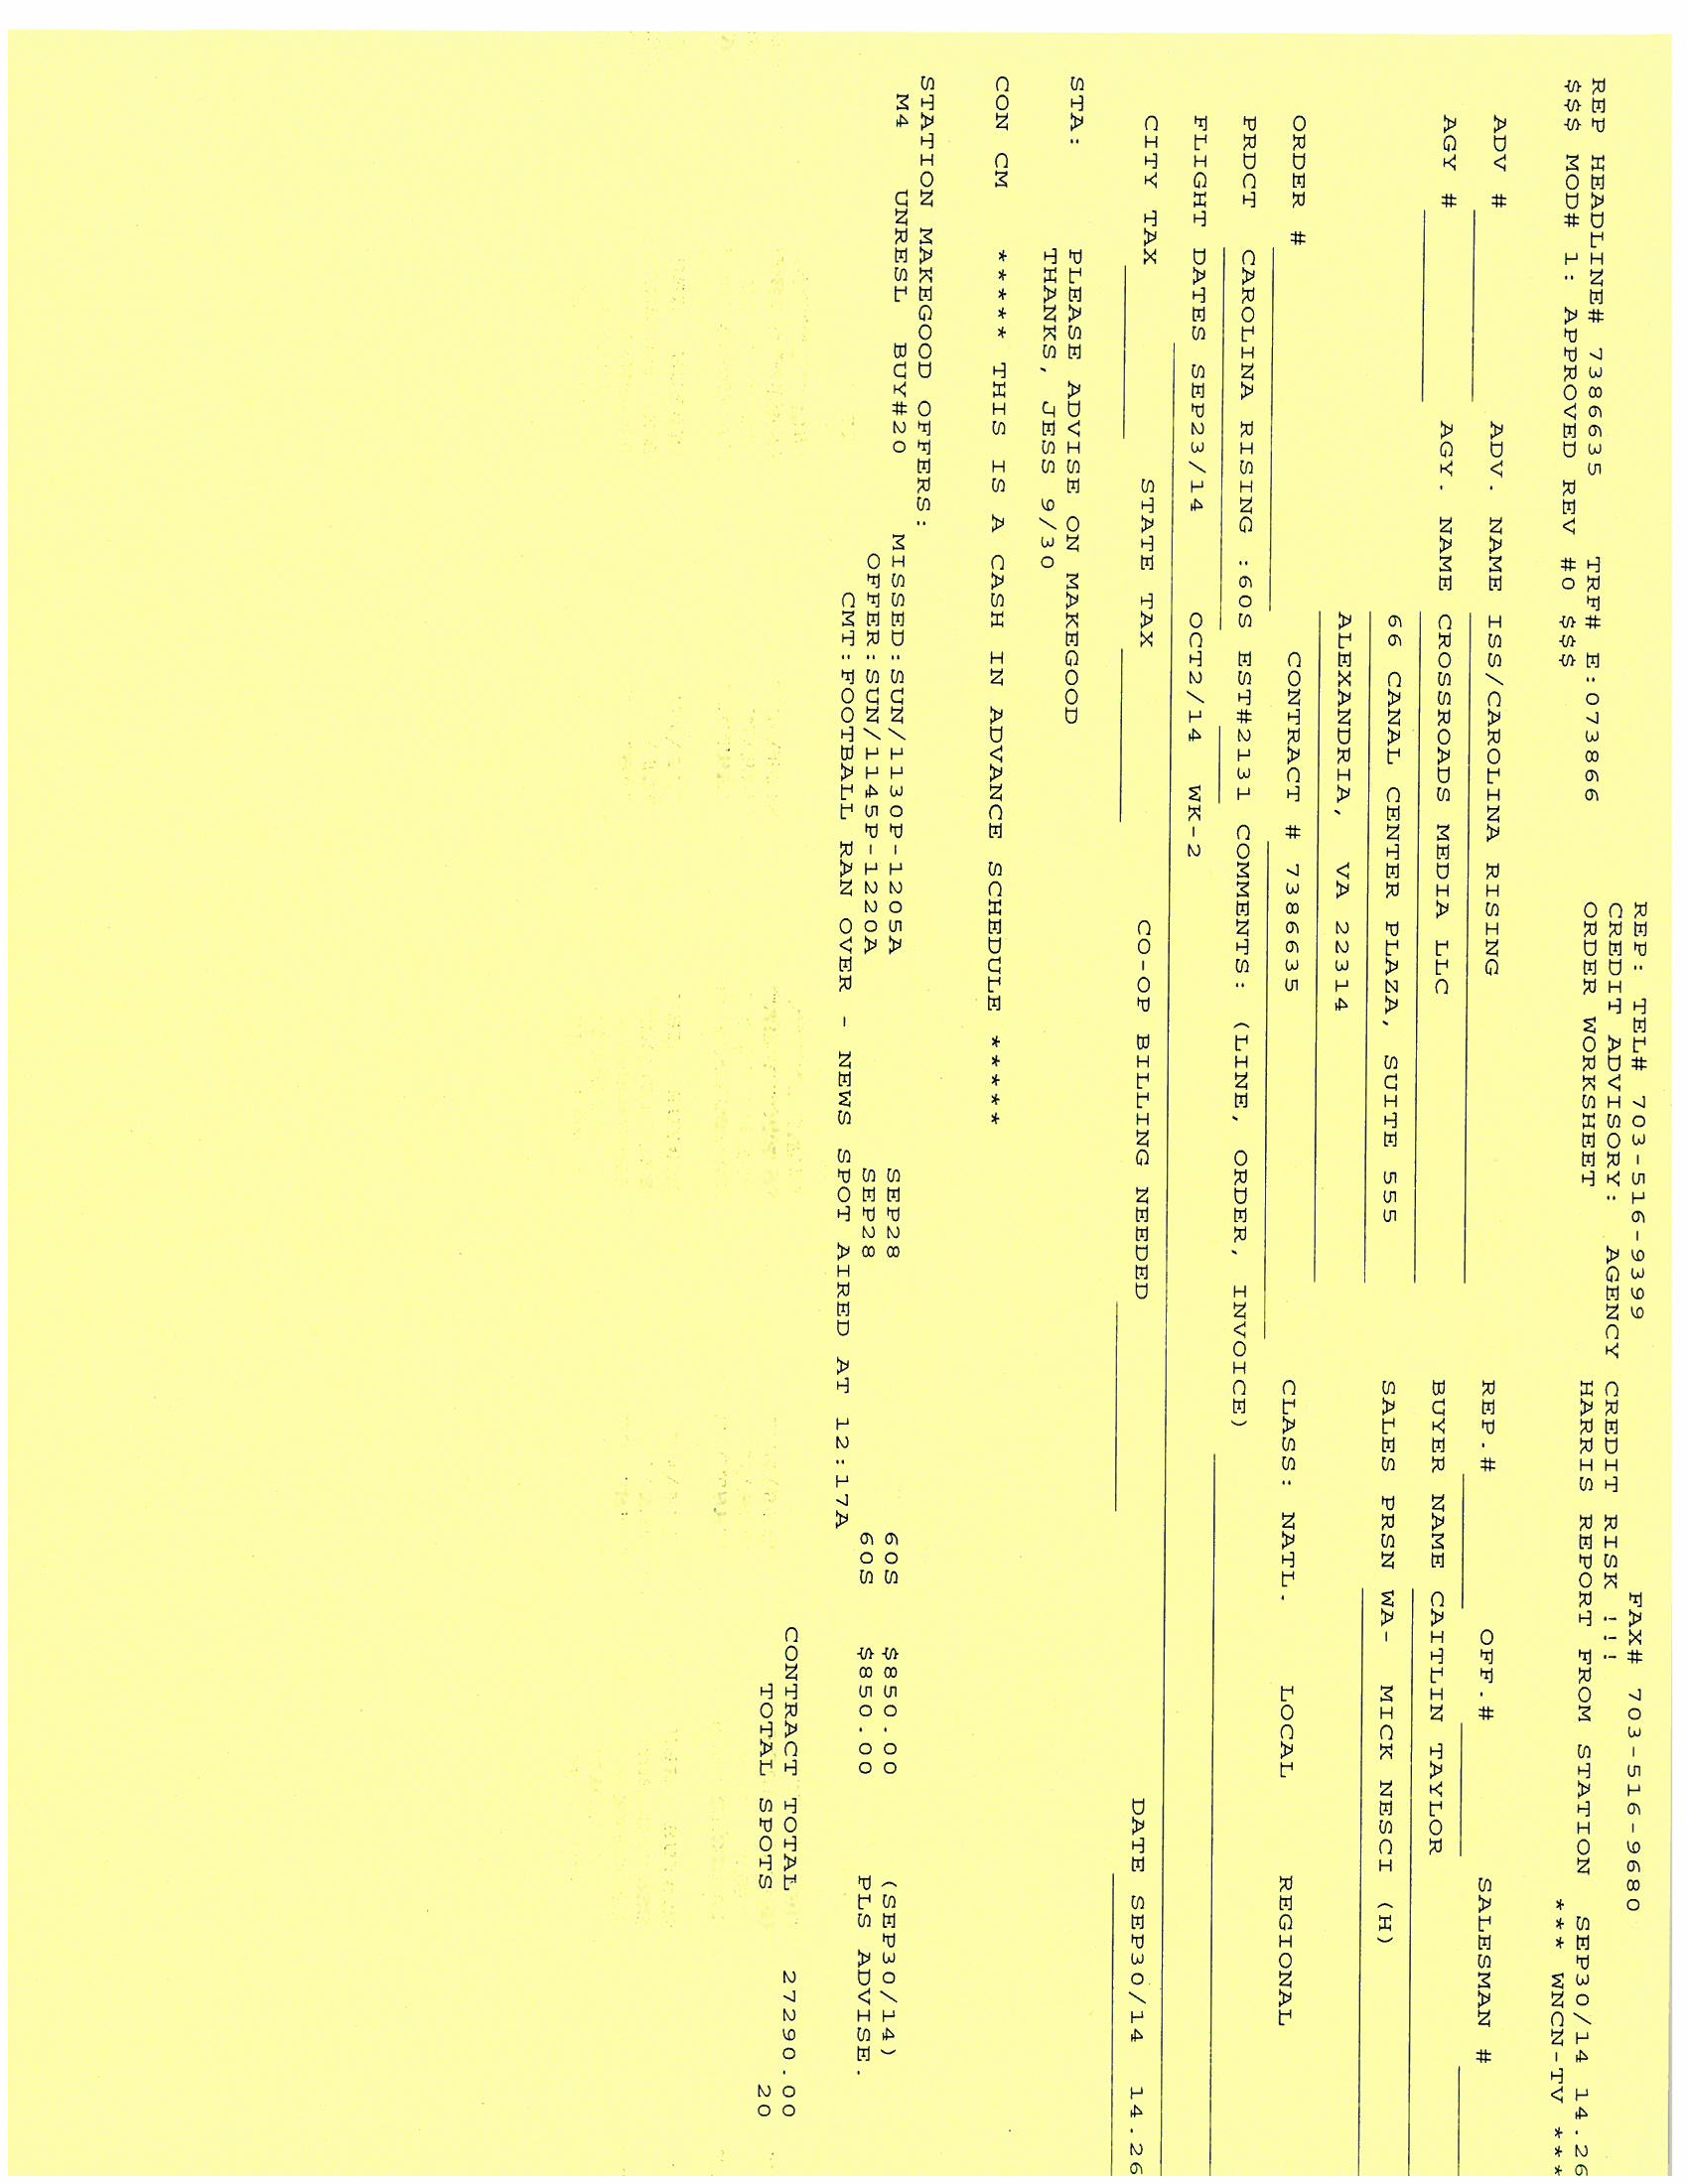 REP: TEL# 703-516-9399 FAX# 703-516-9680
CREDIT ADVISORY: AGENCY CREDIT RISK !!!
ORDER WORKSHEET HARRIS REPORT FROM STATION SEP30/14 14.26
REP HEADLINE# 7386635 TRF# E:073866 *** WNCN-TV ***
$$$ MOD# 1: APPROVED REV #0 $$$
ADV # ADV. NAME ISS/CAROLINA RISING REP.# OFF.# SALESMAN #
AGY # AGY. NAME CROSSROADS MEDIA LLC BUYER NAME CAITLIN TAYLOR
66 CANAL CENTER PLAZA, SUITE 555 SALES PRSN WA- MICK NESCI (H)
ALEXANDRIA, VA 22314
ORDER # CONTRACT # 7386635 CLASS: NATL. LOCAL REGIONAL
PRDCT CAROLINA RISING :60S EST#2131 COMMENTS: (LINE, ORDER, INVOICE)
FLIGHT DATES SEP23/14 OCT2/14 WK-2
CITY TAX STATE TAX CO-OP BILLING NEEDED DATE SEP30/14 14.26
STA: PLEASE ADVISE ON MAKEGOOD
THANKS, JESS 9/30
CON CM ***** THIS IS A CASH IN ADVANCE SCHEDULE *****
STATION MAKEGOOD OFFERS:
M4 UNRESL BUY#20 MISSED:SUN/1130P-1205A SEP28 60S $850.00 (SEP30/14)
OFFER:SUN/1145P-1220A SEP28 60S $850.00 PLS ADVISE.
CMT:FOOTBALL RAN OVER - NEWS SPOT AIRED AT 12:17A
CONTRACT TOTAL 27290.00
TOTAL SPOTS 20